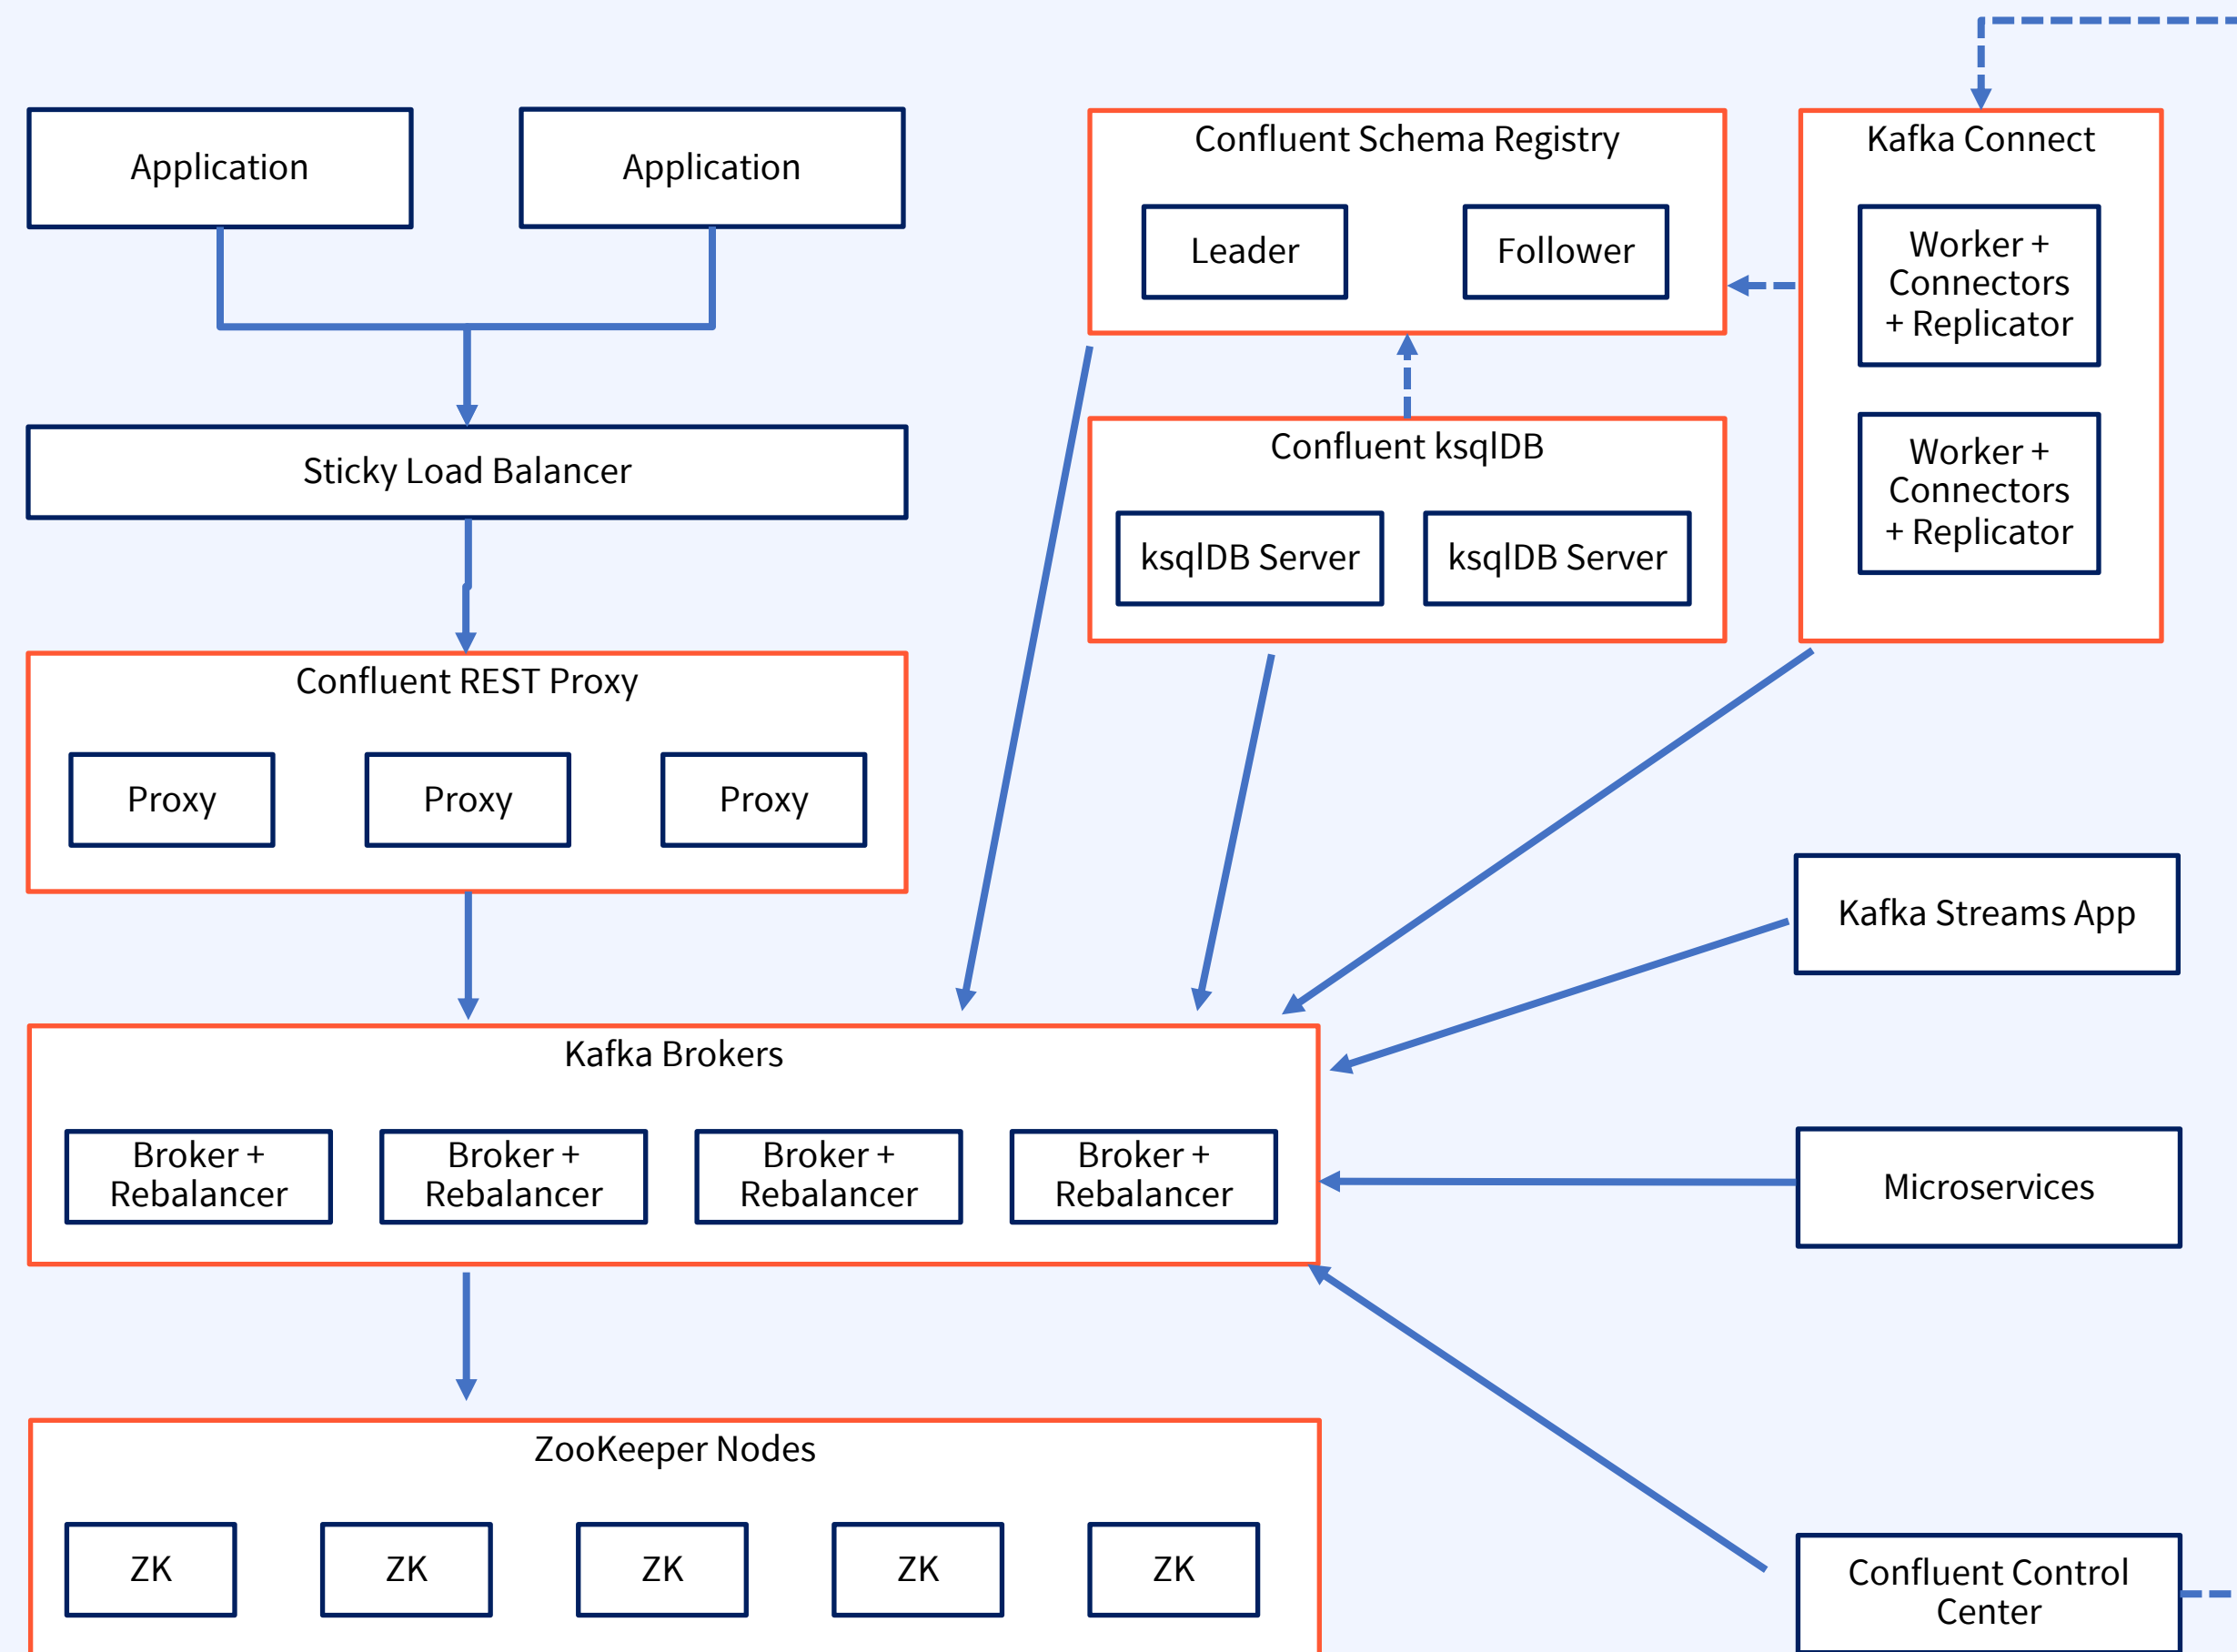 Application
Application
Sticky Load Balancer
Confluent REST Proxy
Proxy
Proxy
Proxy
Confluent Schema Registry
Leader
Follower
Confluent ksqlDB
ksqlDB Server
ksqlDB Server
Kafka Connect
Worker +
Connectors
+ Replicator
Worker +
Connectors
+ Replicator
Kafka Streams App
Microservices
Kafka Brokers
Broker +
Rebalancer
Broker +
Rebalancer
Broker +
Rebalancer
Broker +
Rebalancer
ZooKeeper Nodes
ZK
ZK
ZK
ZK
ZK
Confluent Control
Center